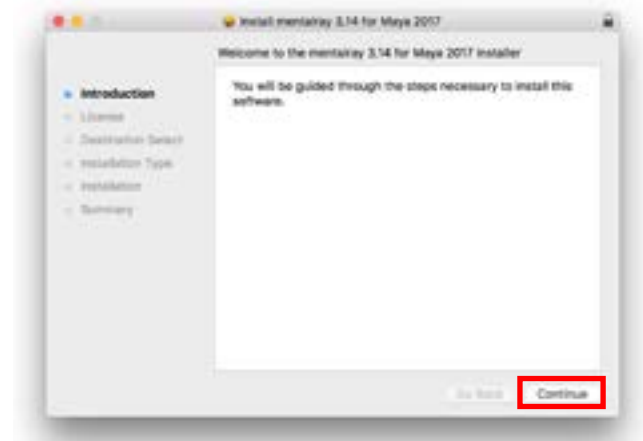 Install mentalray 3.14 for Maya 2017
Welcome to the mentalray 3.14 for Maya 2017 Installer
Introduction
License
Destination Select
Installation Type
Installation
Summary
You will be guided through the steps necessary to install this
software.
Go Back
Continue